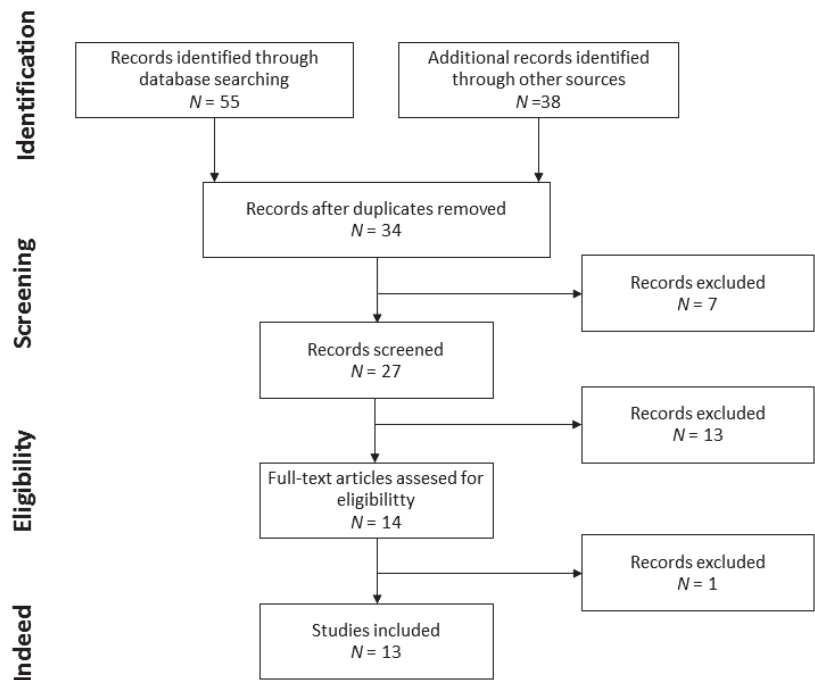 Identification
Records identified through
database searching
N = 55
Additional records identified
through other sources
N =38
Records after duplicates removed
N = 34
Screening
Records excluded
N = 7
Records screened
N = 27
Records excluded
N = 13
Eligibility
Full-text articles assesed for
eligibilitty
N = 14
Records excluded
N = 1
Indeed
Studies included
N = 13